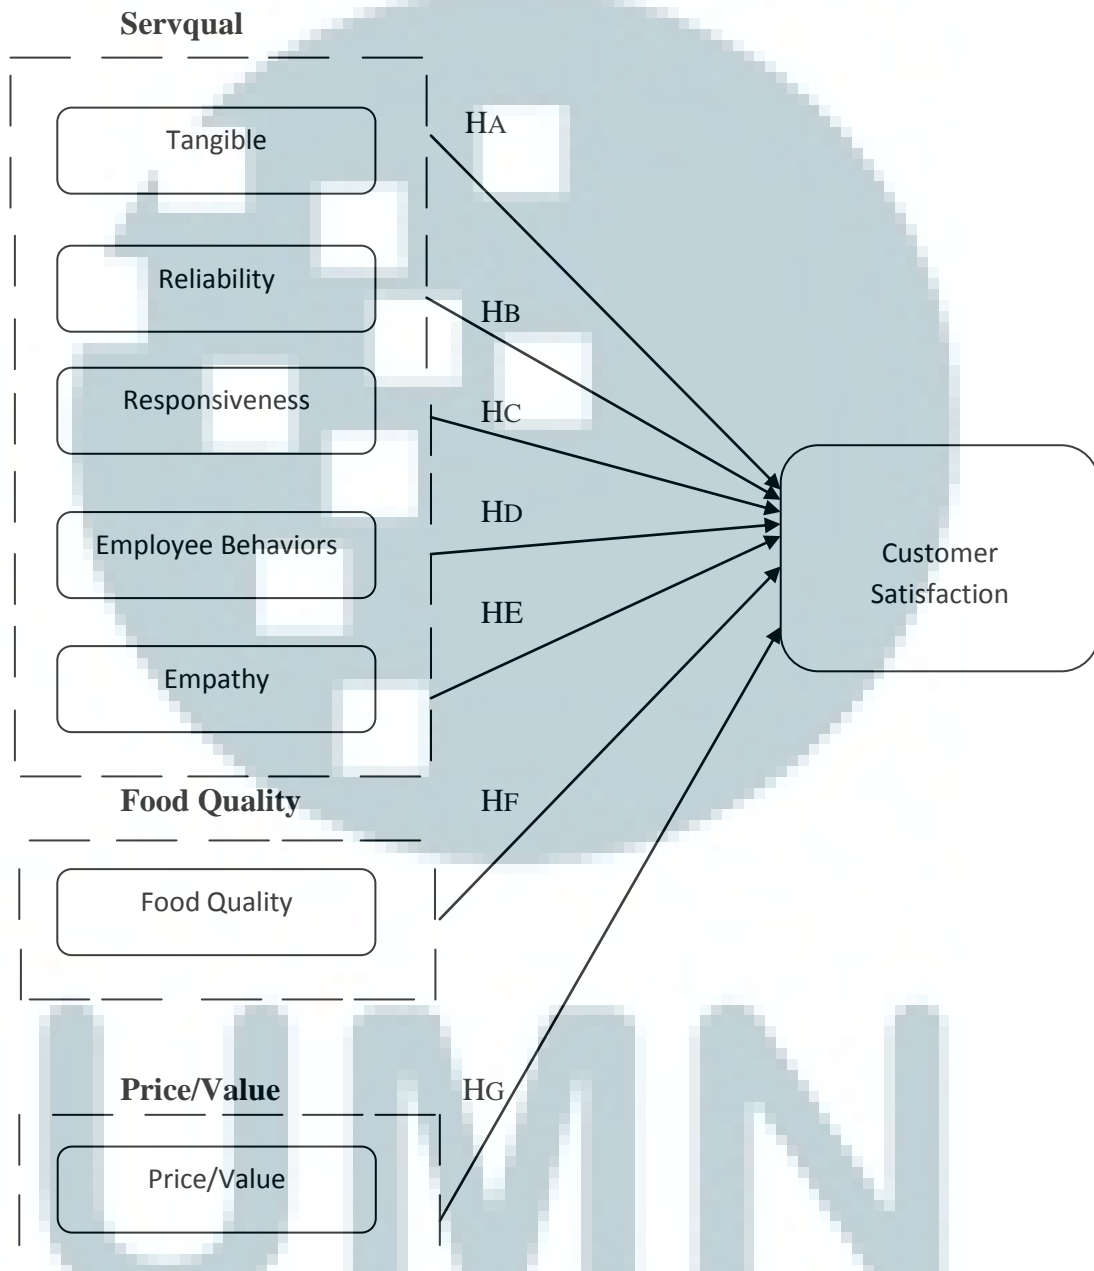 Servqual
Tangible
HA
Reliability
HB
Responsiveness
HC
HD
Employee Behaviors
Customer
Satisfaction
HE
Empathy
Food Quality
HF
Food Quality
Price/Value
HG
Price/Value
UMN